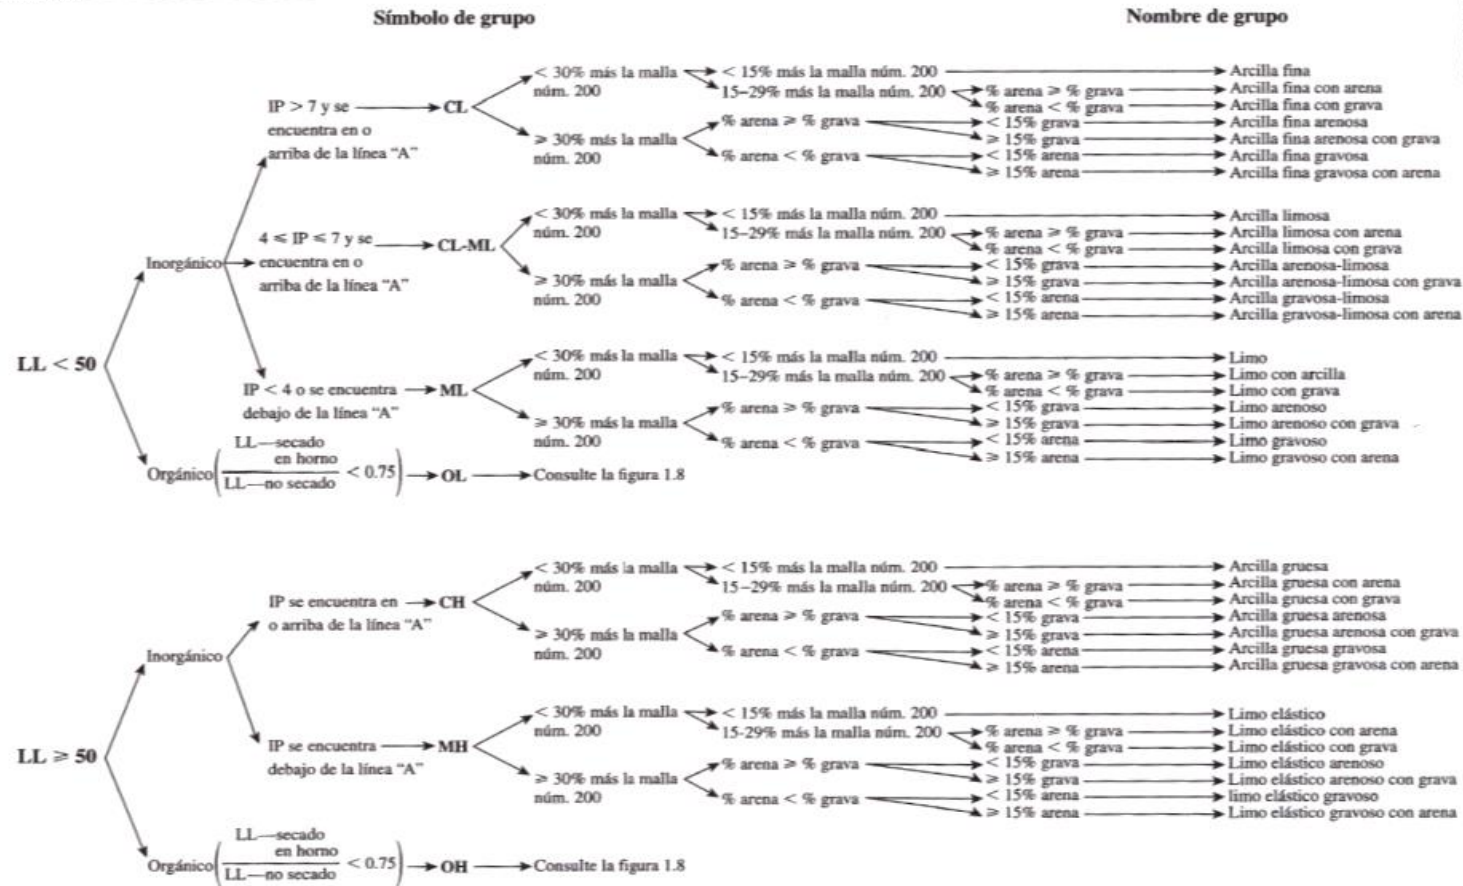 Símbolo de grupo
Nombre de grupo
LL < 50
Inorgánico
IP > 7 y se
encuentra en o
arriba de la línea “A”
CL
< 30% más la malla
núm. 200
< 15% más la malla núm. 200
Arcilla fina
15–29% más la malla núm. 200
% arena ≥ % grava
Arcilla fina con arena
% arena < % grava
Arcilla fina con grava
≥ 30% más la malla
núm. 200
% arena ≥ % grava
< 15% grava
Arcilla fina arenosa
≥ 15% grava
Arcilla fina arenosa con grava
% arena < % grava
< 15% arena
Arcilla fina gravosa
≥ 15% arena
Arcilla fina gravosa con arena
4 ≤ IP ≤ 7 y se
encuentra en o
arriba de la línea “A”
CL-ML
< 30% más la malla
núm. 200
< 15% más la malla núm. 200
Arcilla limosa
15–29% más la malla núm. 200
% arena ≥ % grava
Arcilla limosa con arena
% arena < % grava
Arcilla limosa con grava
≥ 30% más la malla
núm. 200
% arena ≥ % grava
< 15% grava
Arcilla arenosa-limosa
≥ 15% grava
Arcilla arenosa-limosa con grava
% arena < % grava
< 15% arena
Arcilla gravosa-limosa
≥ 15% arena
Arcilla gravosa-limosa con arena
IP < 4 o se encuentra
debajo de la línea “A”
ML
< 30% más la malla
núm. 200
< 15% más la malla núm. 200
Limo
15–29% más la malla núm. 200
% arena ≥ % grava
Limo con arcilla
% arena < % grava
Limo con grava
≥ 30% más la malla
núm. 200
% arena ≥ % grava
< 15% grava
Limo arenoso
≥ 15% grava
Limo arenoso con grava
% arena < % grava
< 15% arena
Limo gravoso
≥ 15% arena
Limo gravoso con arena
Orgánico
LL—secado
en horno
LL—no secado
< 0.75
OL
Consulte la figura 1.8
LL ≥ 50
Inorgánico
IP se encuentra en
o arriba de la línea “A”
CH
< 30% más la malla
núm. 200
< 15% más la malla núm. 200
Arcilla gruesa
15–29% más la malla núm. 200
% arena ≥ % grava
Arcilla gruesa con arena
% arena < % grava
Arcilla gruesa con grava
≥ 30% más la malla
núm. 200
% arena ≥ % grava
< 15% grava
Arcilla gruesa arenosa
≥ 15% grava
Arcilla gruesa arenosa con grava
% arena < % grava
< 15% arena
Arcilla gruesa gravosa
≥ 15% arena
Arcilla gruesa gravosa con arena
IP se encuentra
debajo de la línea “A”
MH
< 30% más la malla
núm. 200
< 15% más la malla núm. 200
Limo elástico
15-29% más la malla núm. 200
% arena ≥ % grava
Limo elástico con arena
% arena < % grava
Limo elástico con grava
≥ 30% más la malla
núm. 200
% arena ≥ % grava
< 15% grava
Limo elástico arenoso
≥ 15% grava
Limo elástico arenoso con grava
% arena < % grava
< 15% arena
limo elástico gravoso
≥ 15% arena
Limo elástico gravoso con arena
Orgánico
LL—secado
en horno
LL—no secado
< 0.75
OH
Consulte la figura 1.8